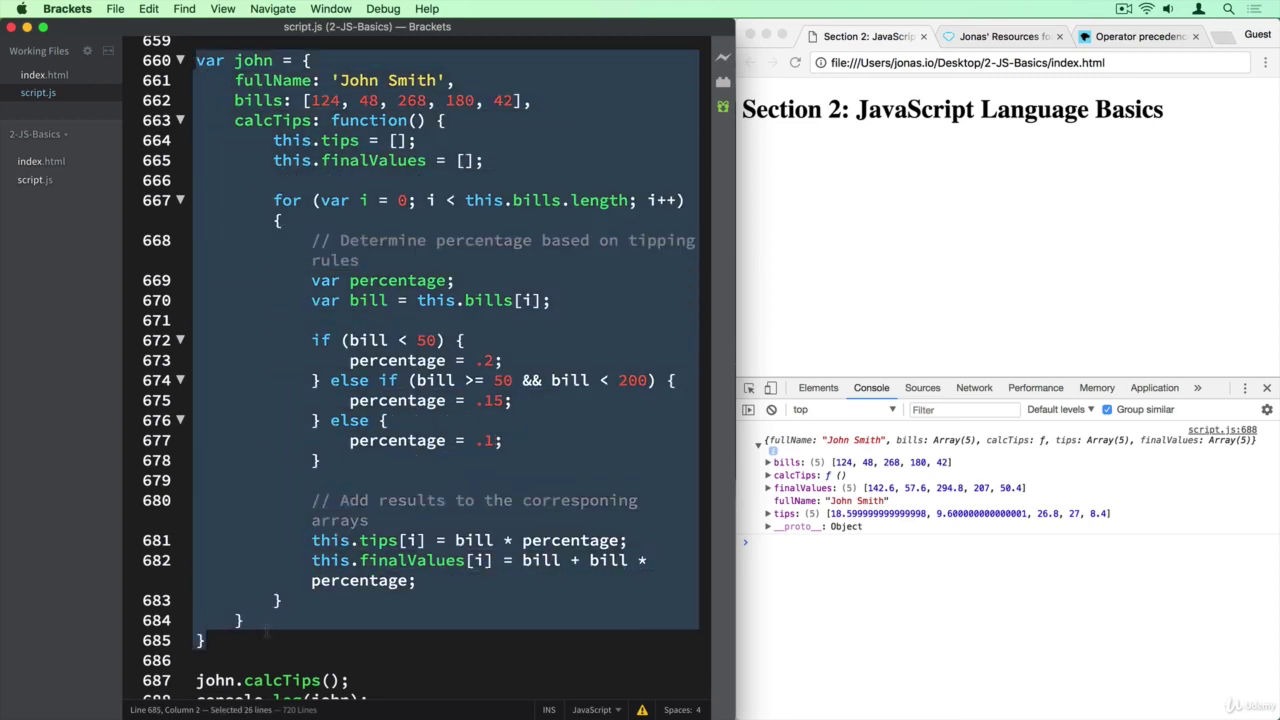 Brackets File Edit Find View Navigate Window Debug Help
script.js (2-JS-Basics) — Brackets
Working Files
index.html
script.js
2-JS-Basics
index.html
script.js
659
660 var john = {
661 fullName: 'John Smith',
662 bills: [124, 48, 268, 180, 42],
663 calcTips: function() {
664 this.tips = [];
665 this.finalValues = [];
666
667 for (var i = 0; i < this.bills.length; i++)
{
668 // Determine percentage based on tipping
rules
669 var percentage;
670 var bill = this.bills[i];
671
672 if (bill < 50) {
673 percentage = .2;
674 } else if (bill >= 50 && bill < 200) {
675 percentage = .15;
676 } else {
677 percentage = .1;
678 }
679
680 // Add results to the corresponing
arrays
681 this.tips[i] = bill * percentage;
682 this.finalValues[i] = bill + bill *
percentage;
683 }
684 }
685 }
686
687 john.calcTips();
688 console.log(john);
Line 685, Column 2 — Selected 26 lines — 720 Lines
INS JavaScript Spaces: 4
Section 2: JavaScri
Jonas' Resources for
Operator precedenc
Guest
file:///Users/jonas.io/Desktop/2-JS-Basics/index.html
Section 2: JavaScript Language Basics
Elements Console Sources Network Performance Memory Application »
top Filter Default levels Group similar
script.js:688
{fullName: "John Smith", bills: Array(5), calcTips: ƒ, tips: Array(5), finalValues: Array(5)}
bills: (5) [124, 48, 268, 180, 42]
calcTips: ƒ ()
finalValues: (5) [142.6, 57.6, 294.8, 207, 50.4]
fullName: "John Smith"
tips: (5) [18.599999999999998, 9.600000000000001, 26.8, 27, 8.4]
__proto__: Object
Udemy